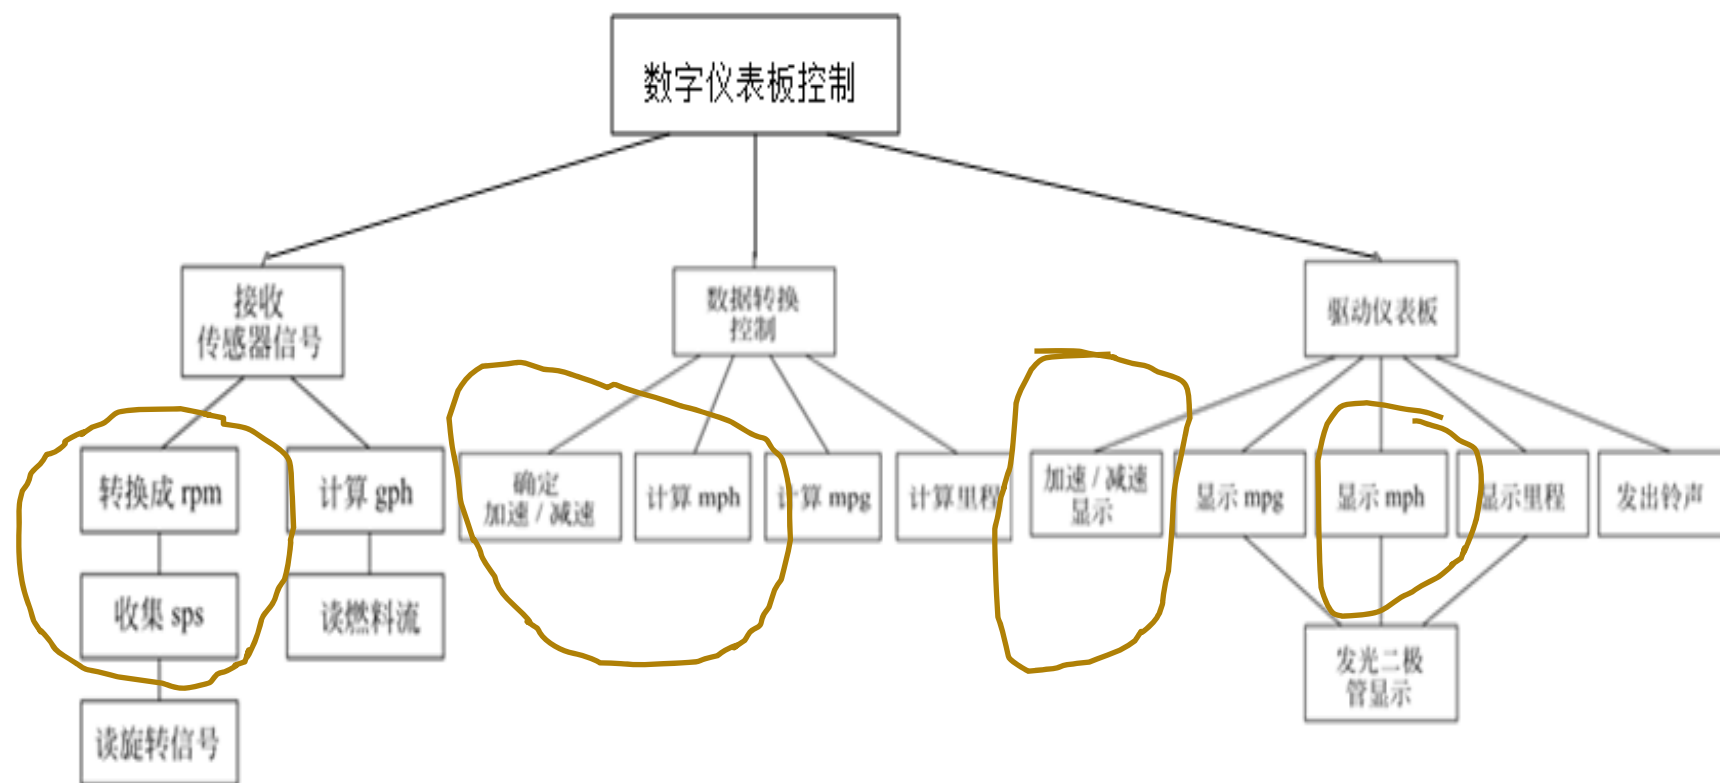 数字仪表板控制
接收
传感器信号
数据转换
控制
驱动仪表板
转换成 rpm
计算 gph
确定
加速 / 减速
计算 mph
计算 mpg
计算里程
加速 / 减速
显示
显示 mpg
显示 mph
显示里程
发出铃声
收集 sps
读燃料流
发光二极
管显示
读旋转信号